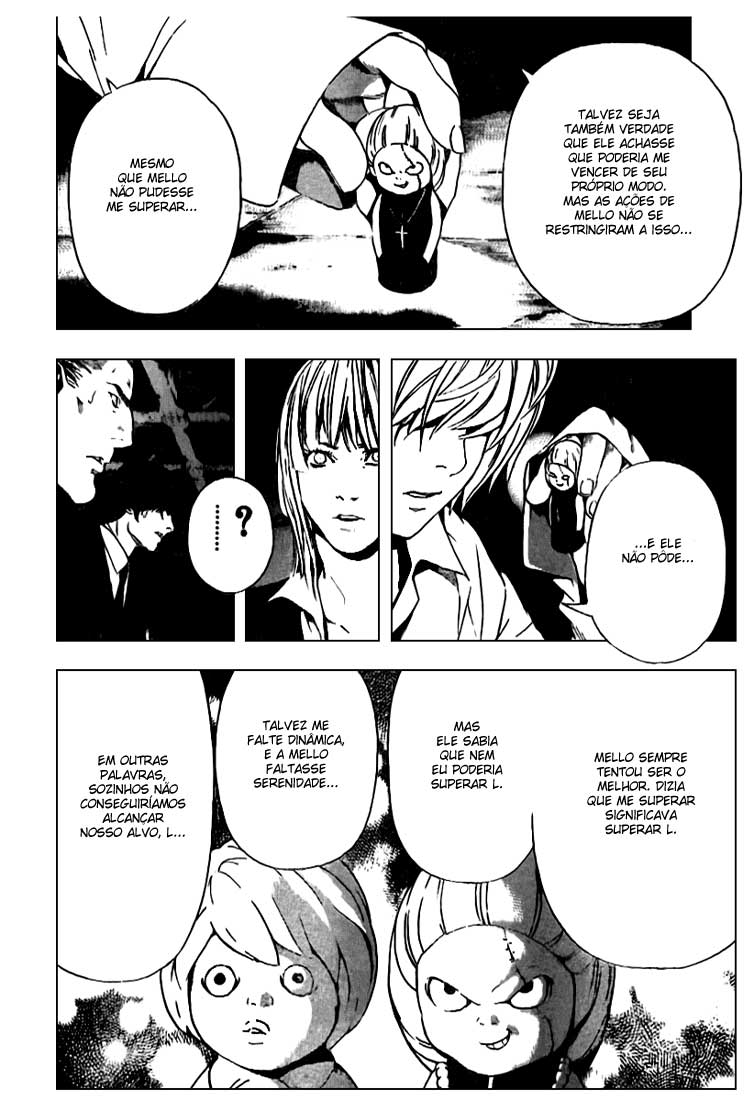 TALVEZ SEJA
TAMBÉM VERDADE
QUE ELE ACHASSE
QUE PODERIA ME
VENCER DE SEU
PRÓPRIO MODO.
MAS AS AÇÕES DE
MELLO NÃO SE
RESTRINGIRAM A ISSO...
MESMO
QUE MELLO
NÃO PUDESSE
ME SUPERAR...
...E ELE
NÃO PÔDE...
?
........
MELLO SEMPRE
TENTOU SER O
MELHOR. DIZIA
QUE ME SUPERAR
SIGNIFICAVA
SUPERAR L.
MAS
ELE SABIA
QUE NEM
EU PODERIA
SUPERAR L.
TALVEZ ME
FALTE DINÂMICA,
E A MELLO
FALTASSE
SERENIDADE...
EM OUTRAS
PALAVRAS,
SOZINHOS NÃO
CONSEGUIRÍAMOS
ALCANÇAR
NOSSO ALVO, L...